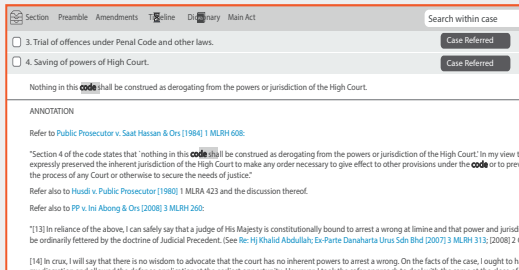 Section Preamble Amendments Timeline Dictionary Main Act Search within case
3. Trial of offences under Penal Code and other laws. Case Referred
4. Saving of powers of High Court. Case Referred
Nothing in this code shall be construed as derogating from the powers or jurisdiction of the High Court.
ANNOTATION
Refer to Public Prosecutor v. Saat Hassan & Ors [1984] 1 MLRH 608:
"Section 4 of the code states that `nothing in this code shall be construed as derogating from the powers or jurisdiction of the High Court.' In my view t
expressly preserved the inherent jurisdiction of the High Court to make any order necessary to give effect to other provisions under the code or to prev
the process of any Court or otherwise to secure the needs of justice."
Refer also to Husdi v. Public Prosecutor [1980] 1 MLRA 423 and the discussion thereof.
Refer also to PP v. Ini Abong & Ors [2008] 3 MLRH 260:
"[13] In reliance of the above, I can safely say that a judge of His Majesty is constitutionally bound to arrest a wrong at limine and that power and jurisd
be ordinarily fettered by the doctrine of Judicial Precedent. (See Re: Hj Khalid Abdullah; Ex-Parte Danaharta Urus Sdn Bhd [2007] 3 MLRH 313; [2008] 2 C
[14] In crux, I will say that there is no wisdom to advocate that the court has no inherent powers to arrest a wrong. On the facts of the case, I ought to h